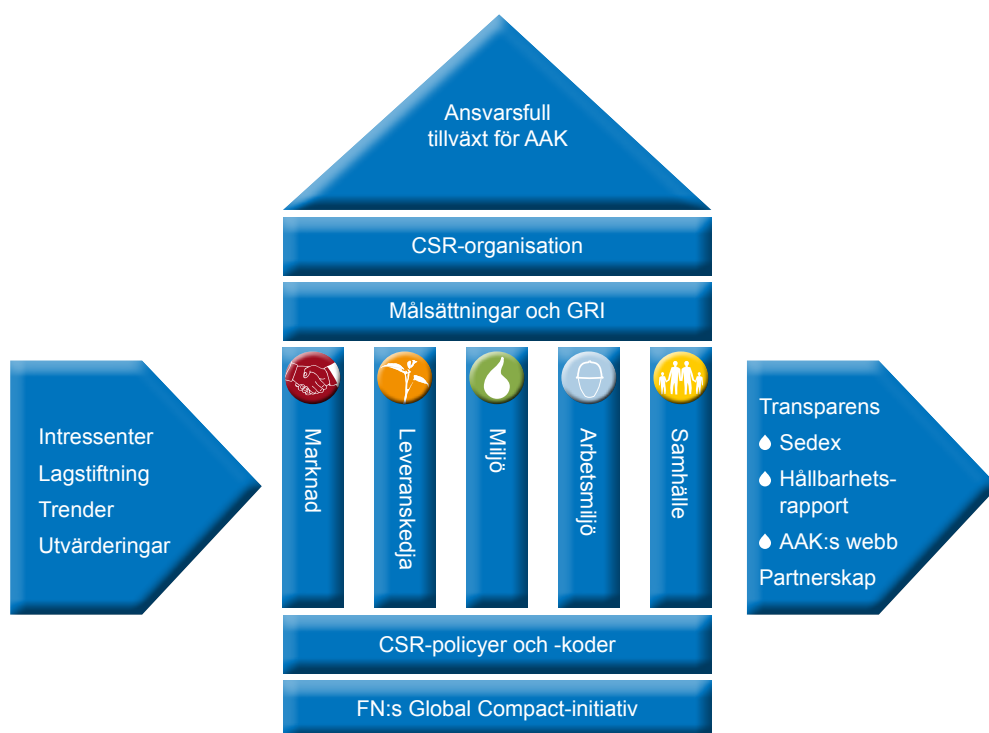 Ansvarsfull
tillväxt för AAK
CSR-organisation
Målsättningar och GRI
Intressenter
Lagstiftning
Trender
Utvärderingar
Marknad
Leveranskedja
Miljö
Arbetsmiljö
Samhälle
Transparens
Sedex
Hållbarhets-
rapport
AAK:s webb
Partnerskap
CSR-policyer och -koder
FN:s Global Compact-initiativ